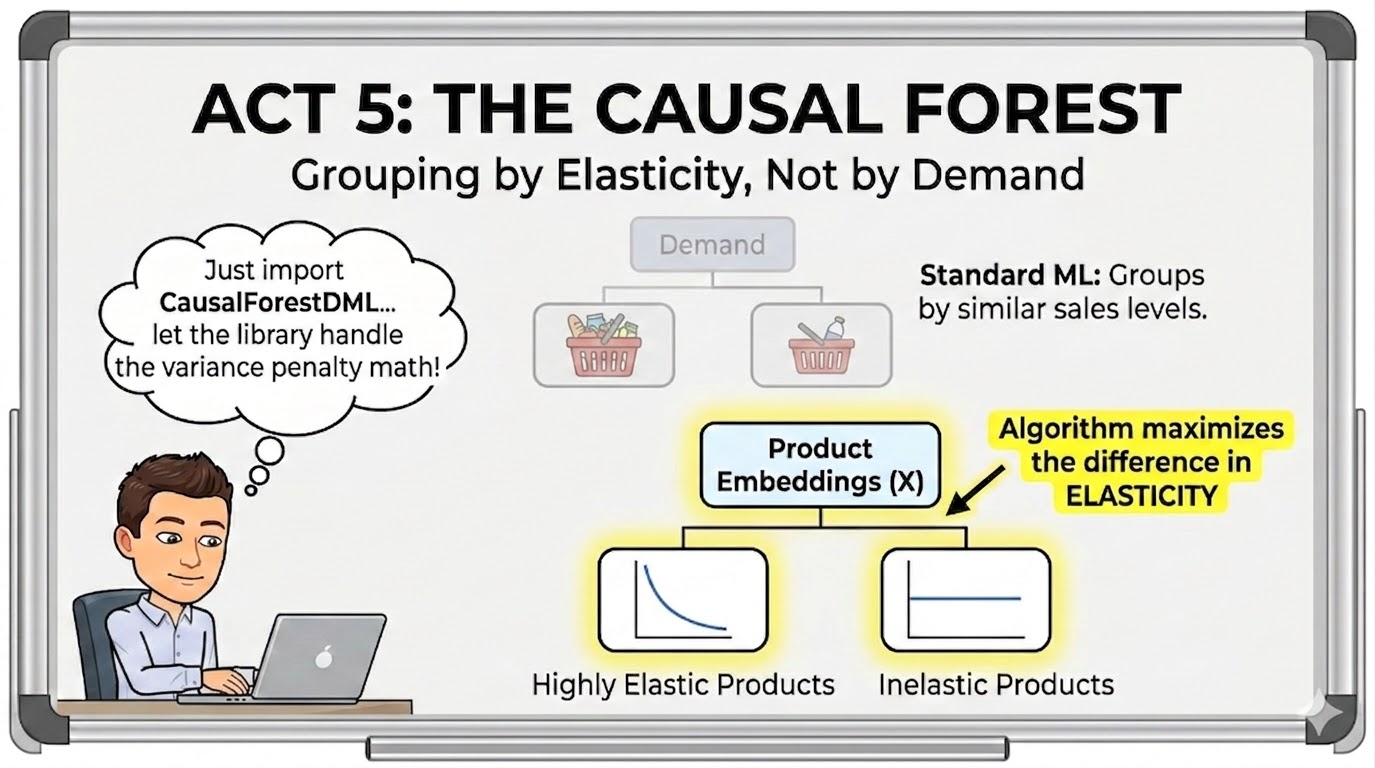 ACT 5: THE CAUSAL FOREST
Grouping by Elasticity, Not by Demand
Just import
CausalForestDML...
let the library handle
the variance penalty math!
Demand
Standard ML: Groups
by similar sales levels.
Product
Embeddings (X)
Algorithm maximizes
the difference in
ELASTICITY
Highly Elastic Products
Inelastic Products